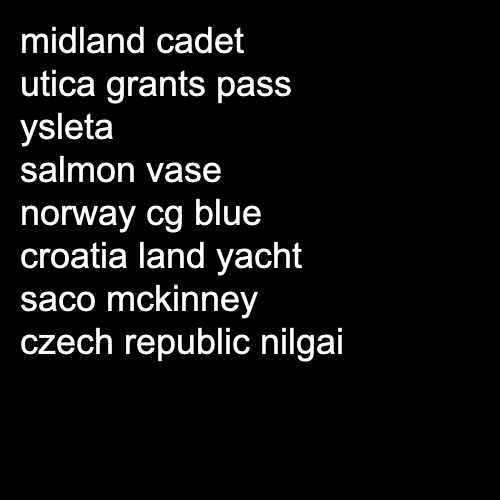 midland cadet
utica grants pass
ysleta
salmon vase
norway cg blue
croatia land yacht
saco mckinney
czech republic nilgai